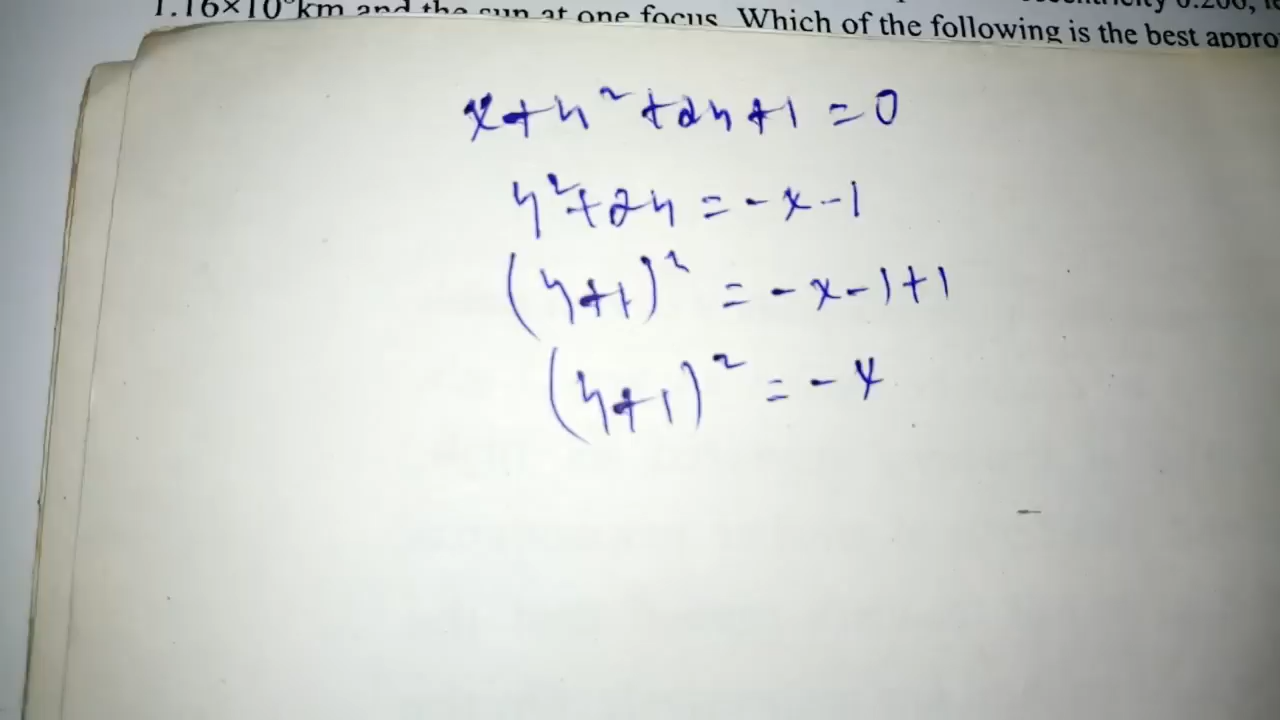 1.16×10 km and the sun at one focus. Which of the following is the best appro
x+y²+2y+1=0
y²+2y=-x-1
(y+1)²=-x-1+1
(y+1)²=-x